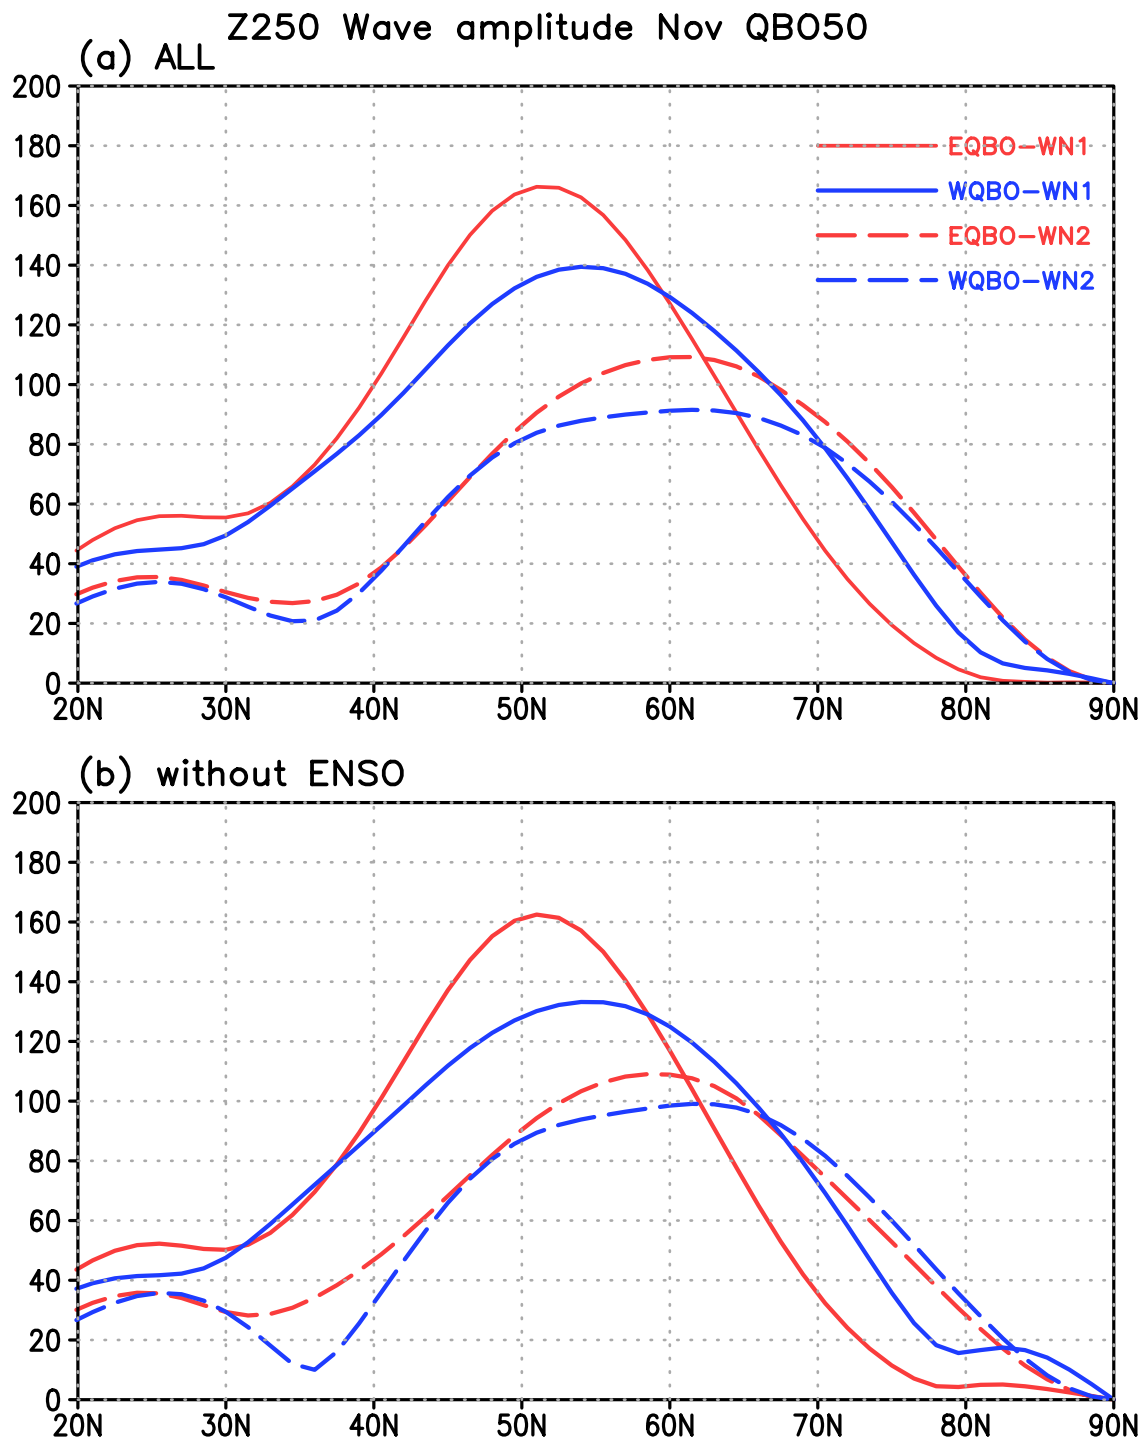 Z250 Wave amplitude Nov QBO50
(a) ALL
200
180
160
140
120
100
80
60
40
20
0
EQBO-WN1
WQBO-WN1
EQBO-WN2
WQBO-WN2
20N 30N 40N 50N 60N 70N 80N 90N
(b) without ENSO
200
180
160
140
120
100
80
60
40
20
0
20N 30N 40N 50N 60N 70N 80N 90N